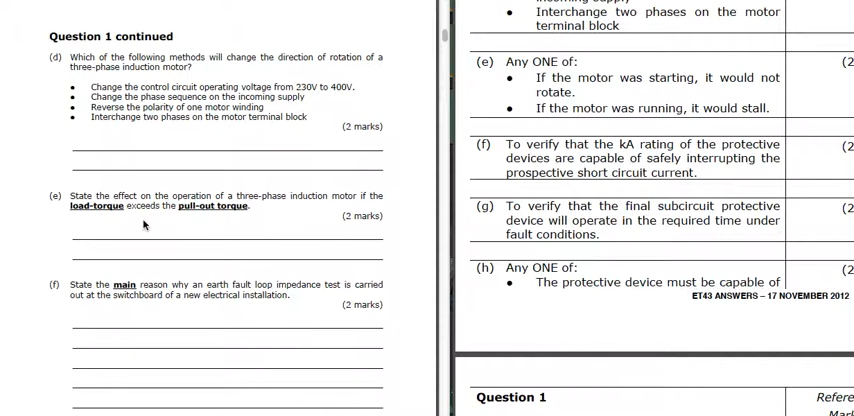 Question 1 continued
(d) Which of the following methods will change the direction of rotation of a
three-phase induction motor?
• Change the control circuit operating voltage from 230V to 400V.
• Change the phase sequence on the incoming supply
• Reverse the polarity of one motor winding
• Interchange two phases on the motor terminal block
(2 marks)
(e) State the effect on the operation of a three-phase induction motor if the
load-torque exceeds the pull-out torque.
(2 marks)
(f) State the main reason why an earth fault loop impedance test is carried
out at the switchboard of a new electrical installation.
(2 marks)
incoming supply
• Interchange two phases on the motor
terminal block
(e) Any ONE of: (2
• If the motor was starting, it would not
rotate.
• If the motor was running, it would stall.
(f) To verify that the kA rating of the protective (2
devices are capable of safely interrupting the
prospective short circuit current.
(g) To verify that the final subcircuit protective (2
device will operate in the required time under
fault conditions.
(h) Any ONE of: (2
• The protective device must be capable of
ET43 ANSWERS – 17 NOVEMBER 2012
Question 1 Refere
Mar